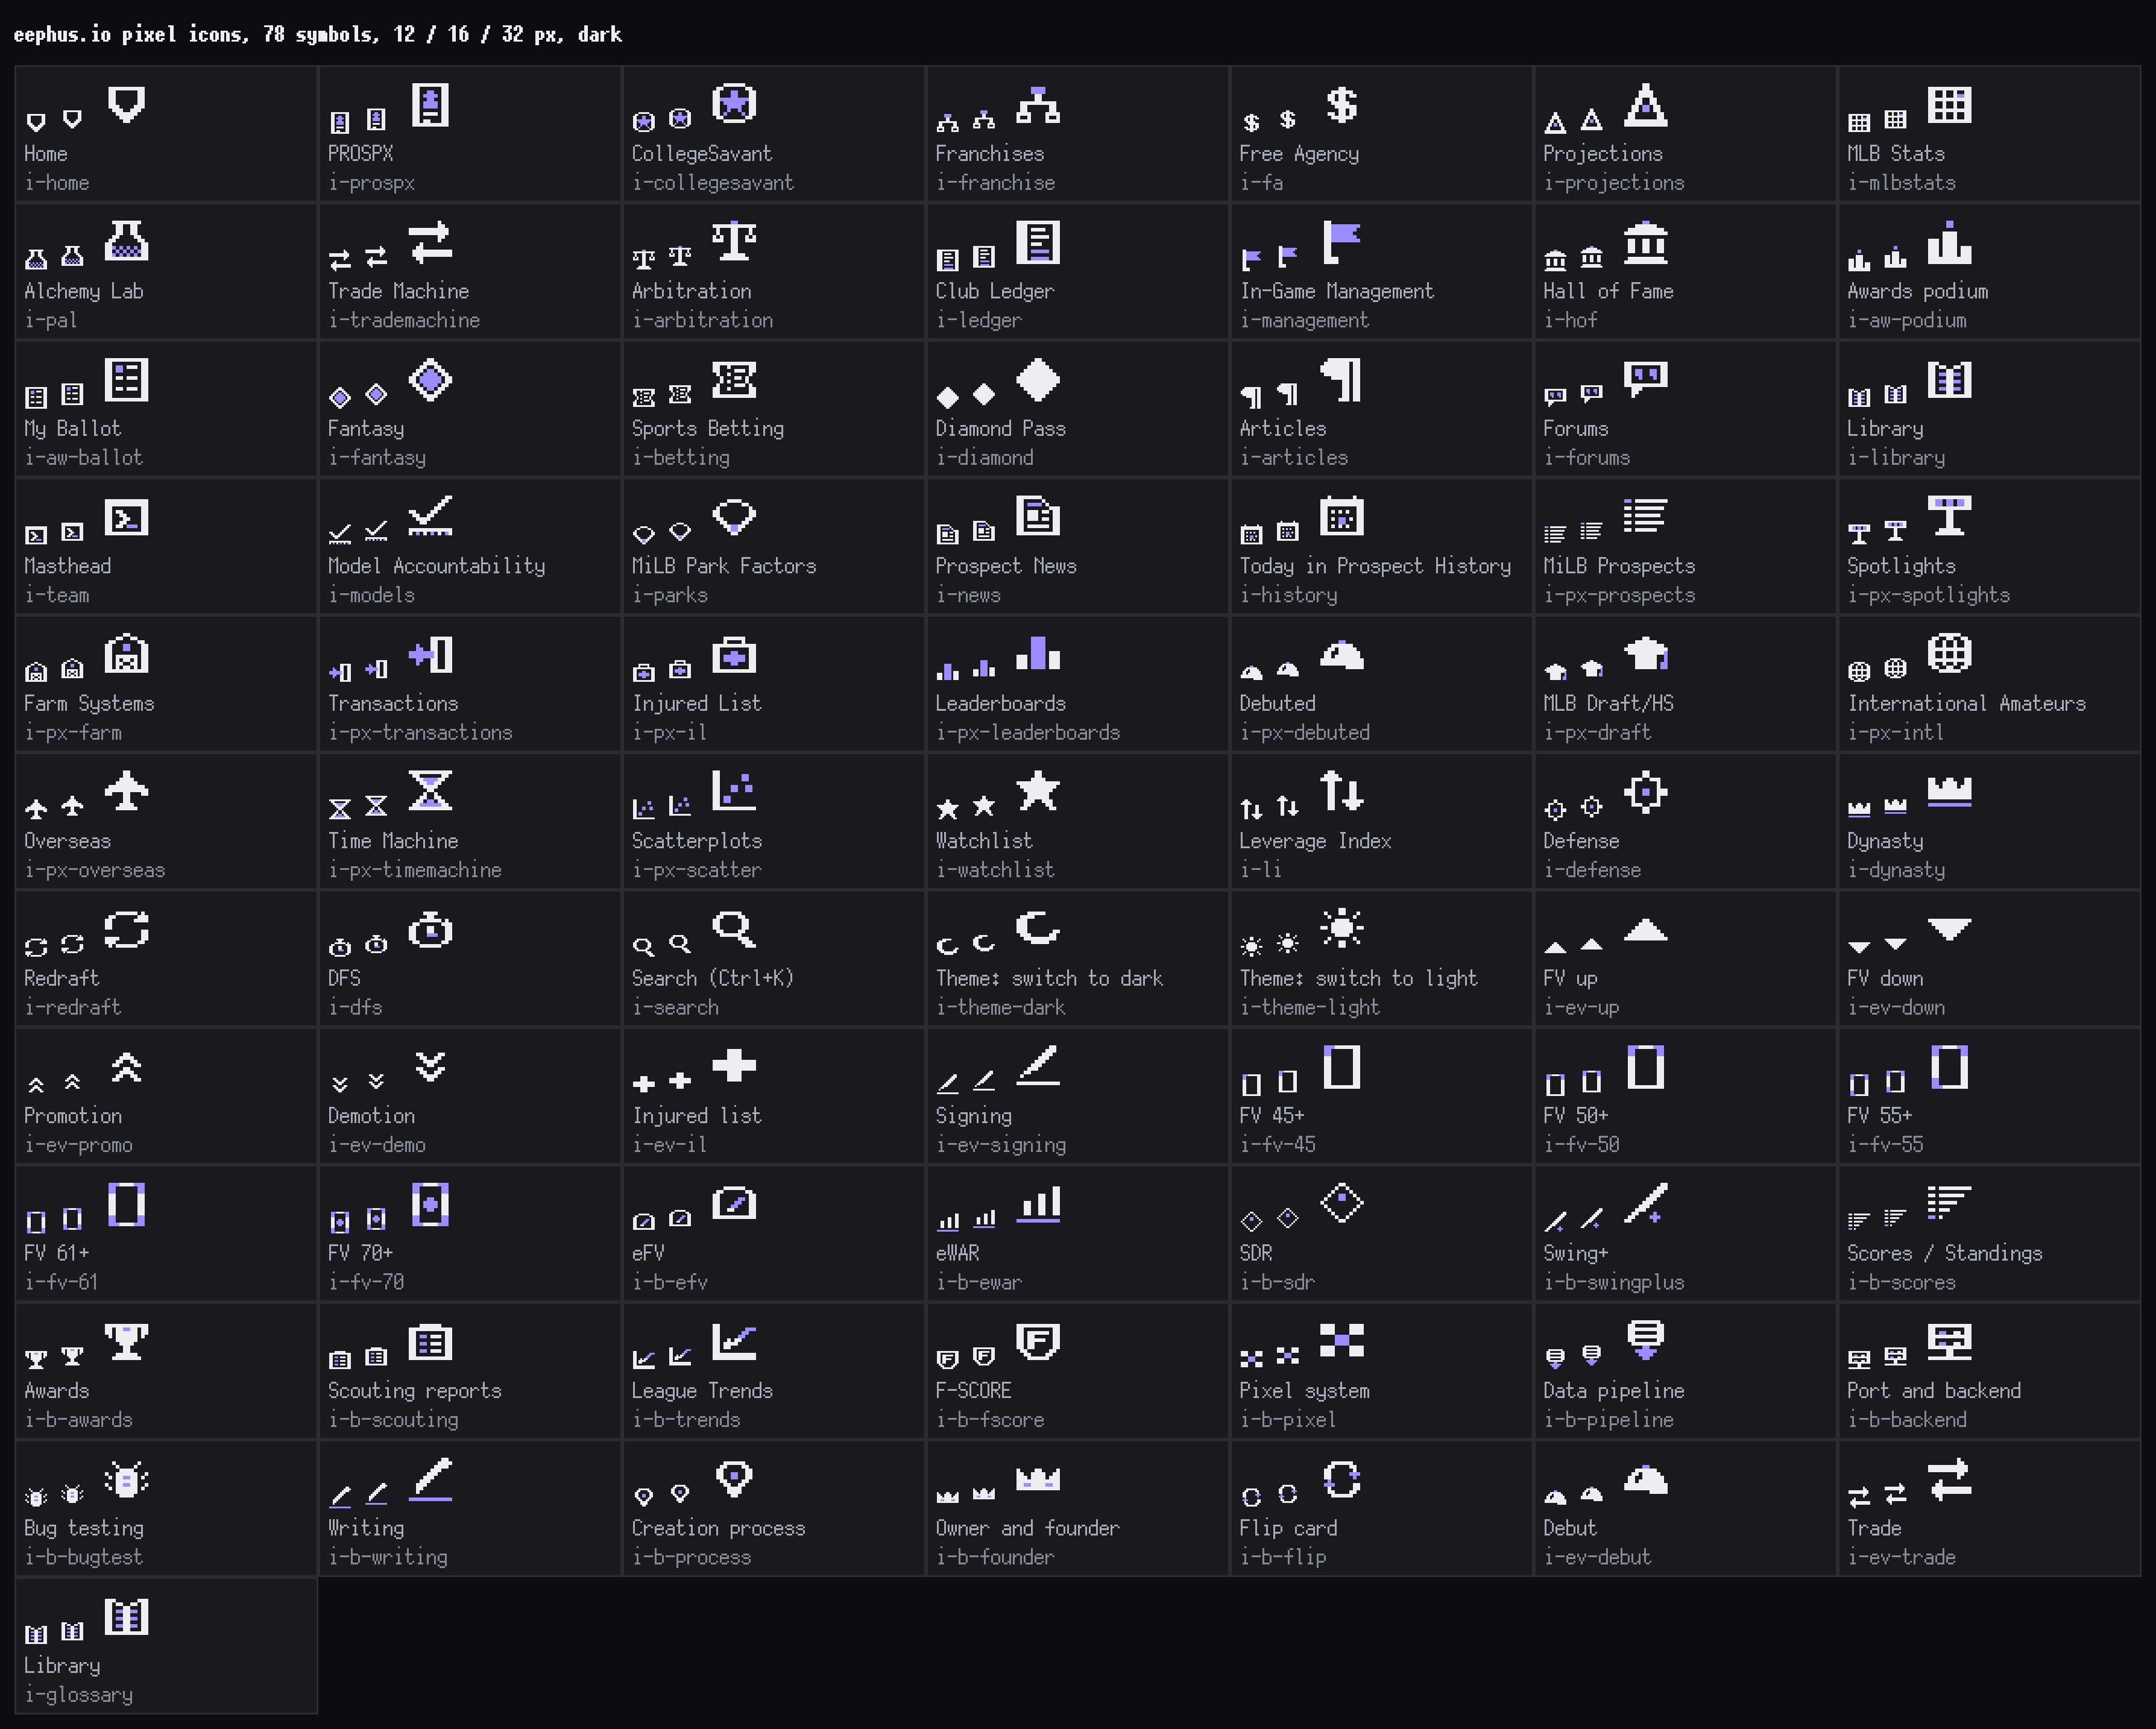 eephus.io pixel icons, 78 symbols, 12 / 16 / 32 px, dark
Home
i-home
PROSPX
i-prospx
CollegeSavant
i-collegesavant
Franchises
i-franchise
Free Agency
i-fa
Projections
i-projections
MLB Stats
i-mlbstats
Alchemy Lab
i-pal
Trade Machine
i-trademachine
Arbitration
i-arbitration
Club Ledger
i-ledger
In-Game Management
i-management
Hall of Fame
i-hof
Awards podium
i-aw-podium
My Ballot
i-aw-ballot
Fantasy
i-fantasy
Sports Betting
i-betting
Diamond Pass
i-diamond
Articles
i-articles
Forums
i-forums
Library
i-library
Masthead
i-team
Model Accountability
i-models
MiLB Park Factors
i-parks
Prospect News
i-news
Today in Prospect History
i-history
MiLB Prospects
i-px-prospects
Spotlights
i-px-spotlights
Farm Systems
i-px-farm
Transactions
i-px-transactions
Injured List
i-px-il
Leaderboards
i-px-leaderboards
Debuted
i-px-debuted
MLB Draft/HS
i-px-draft
International Amateurs
i-px-intl
Overseas
i-px-overseas
Time Machine
i-px-timemachine
Scatterplots
i-px-scatter
Watchlist
i-watchlist
Leverage Index
i-li
Defense
i-defense
Dynasty
i-dynasty
Redraft
i-redraft
DFS
i-dfs
Search (Ctrl+K)
i-search
Theme: switch to dark
i-theme-dark
Theme: switch to light
i-theme-light
FV up
i-ev-up
FV down
i-ev-down
Promotion
i-ev-promo
Demotion
i-ev-demo
Injured list
i-ev-il
Signing
i-ev-signing
FV 45+
i-fv-45
FV 50+
i-fv-50
FV 55+
i-fv-55
FV 61+
i-fv-61
FV 70+
i-fv-70
eFV
i-b-efv
eWAR
i-b-ewar
SDR
i-b-sdr
Swing+
i-b-swingplus
Scores / Standings
i-b-scores
Awards
i-b-awards
Scouting reports
i-b-scouting
League Trends
i-b-trends
F-SCORE
i-b-fscore
Pixel system
i-b-pixel
Data pipeline
i-b-pipeline
Port and backend
i-b-backend
Bug testing
i-b-bugtest
Writing
i-b-writing
Creation process
i-b-process
Owner and founder
i-b-founder
Flip card
i-b-flip
Debut
i-ev-debut
Trade
i-ev-trade
Library
i-glossary